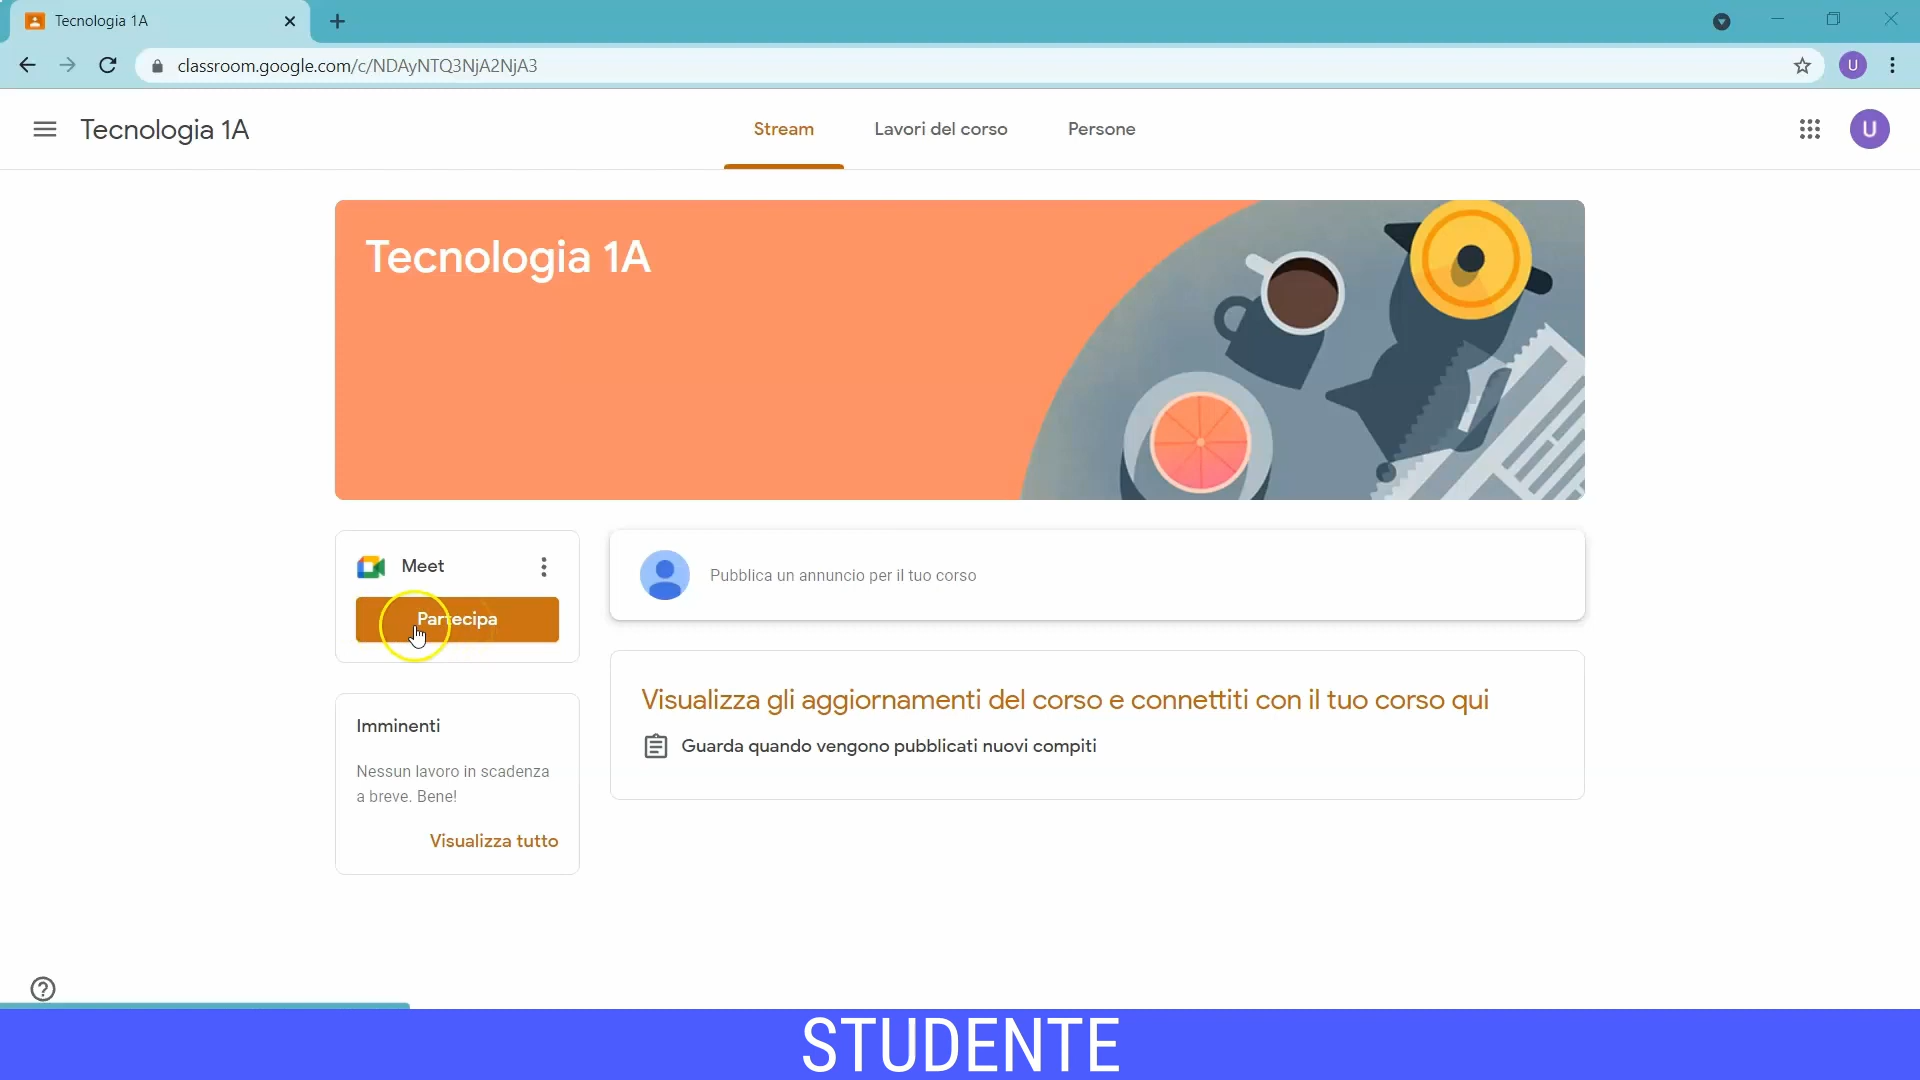 Tecnologia 1A
classroom.google.com/c/NDAyNTQ3NjA2NjA3
U
Tecnologia 1A
Stream
Lavori del corso
Persone
U
Tecnologia 1A
Meet
Partecipa
Pubblica un annuncio per il tuo corso
Imminenti
Nessun lavoro in scadenza
a breve. Bene!
Visualizza tutto
Visualizza gli aggiornamenti del corso e connettiti con il tuo corso qui
Guarda quando vengono pubblicati nuovi compiti
STUDENTE